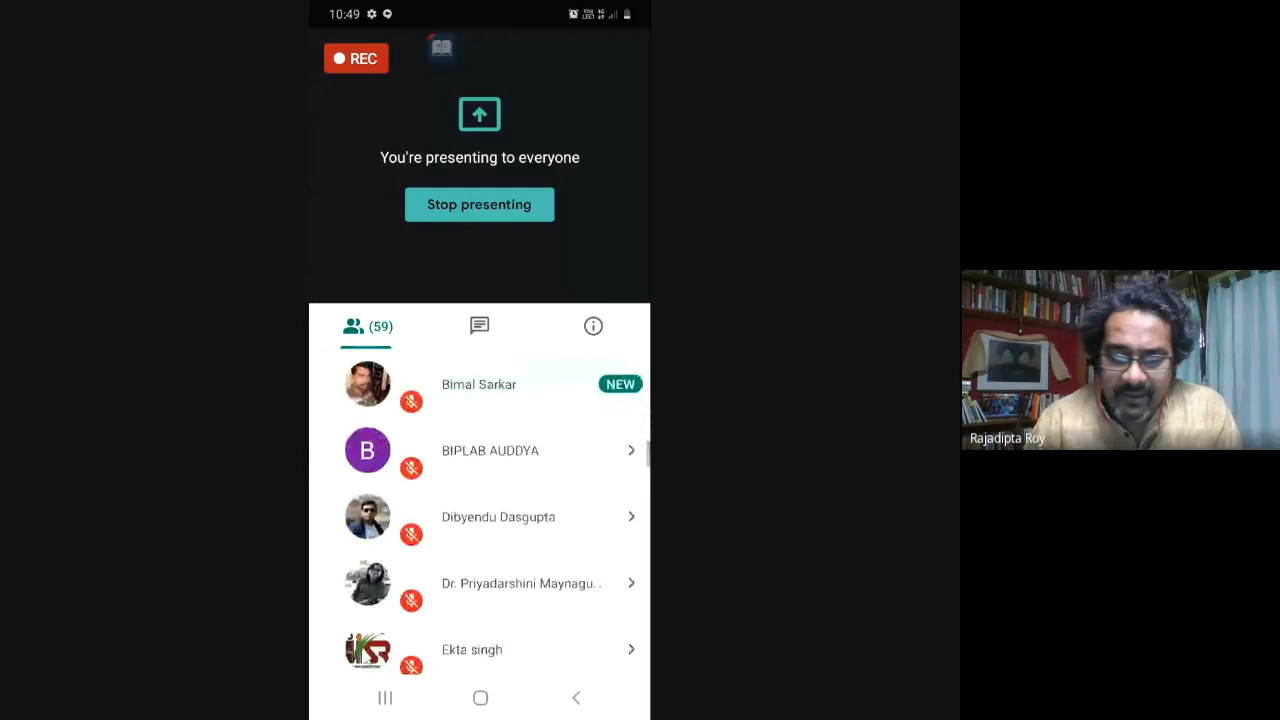 10:49
REC
You're presenting to everyone
Stop presenting
(59)
Bimal Sarkar
NEW
B
BIPLAB AUDDYA
Dibyendu Dasgupta
Dr. Priyadarshini Maynagu..
Ekta singh
Rajadipta Roy